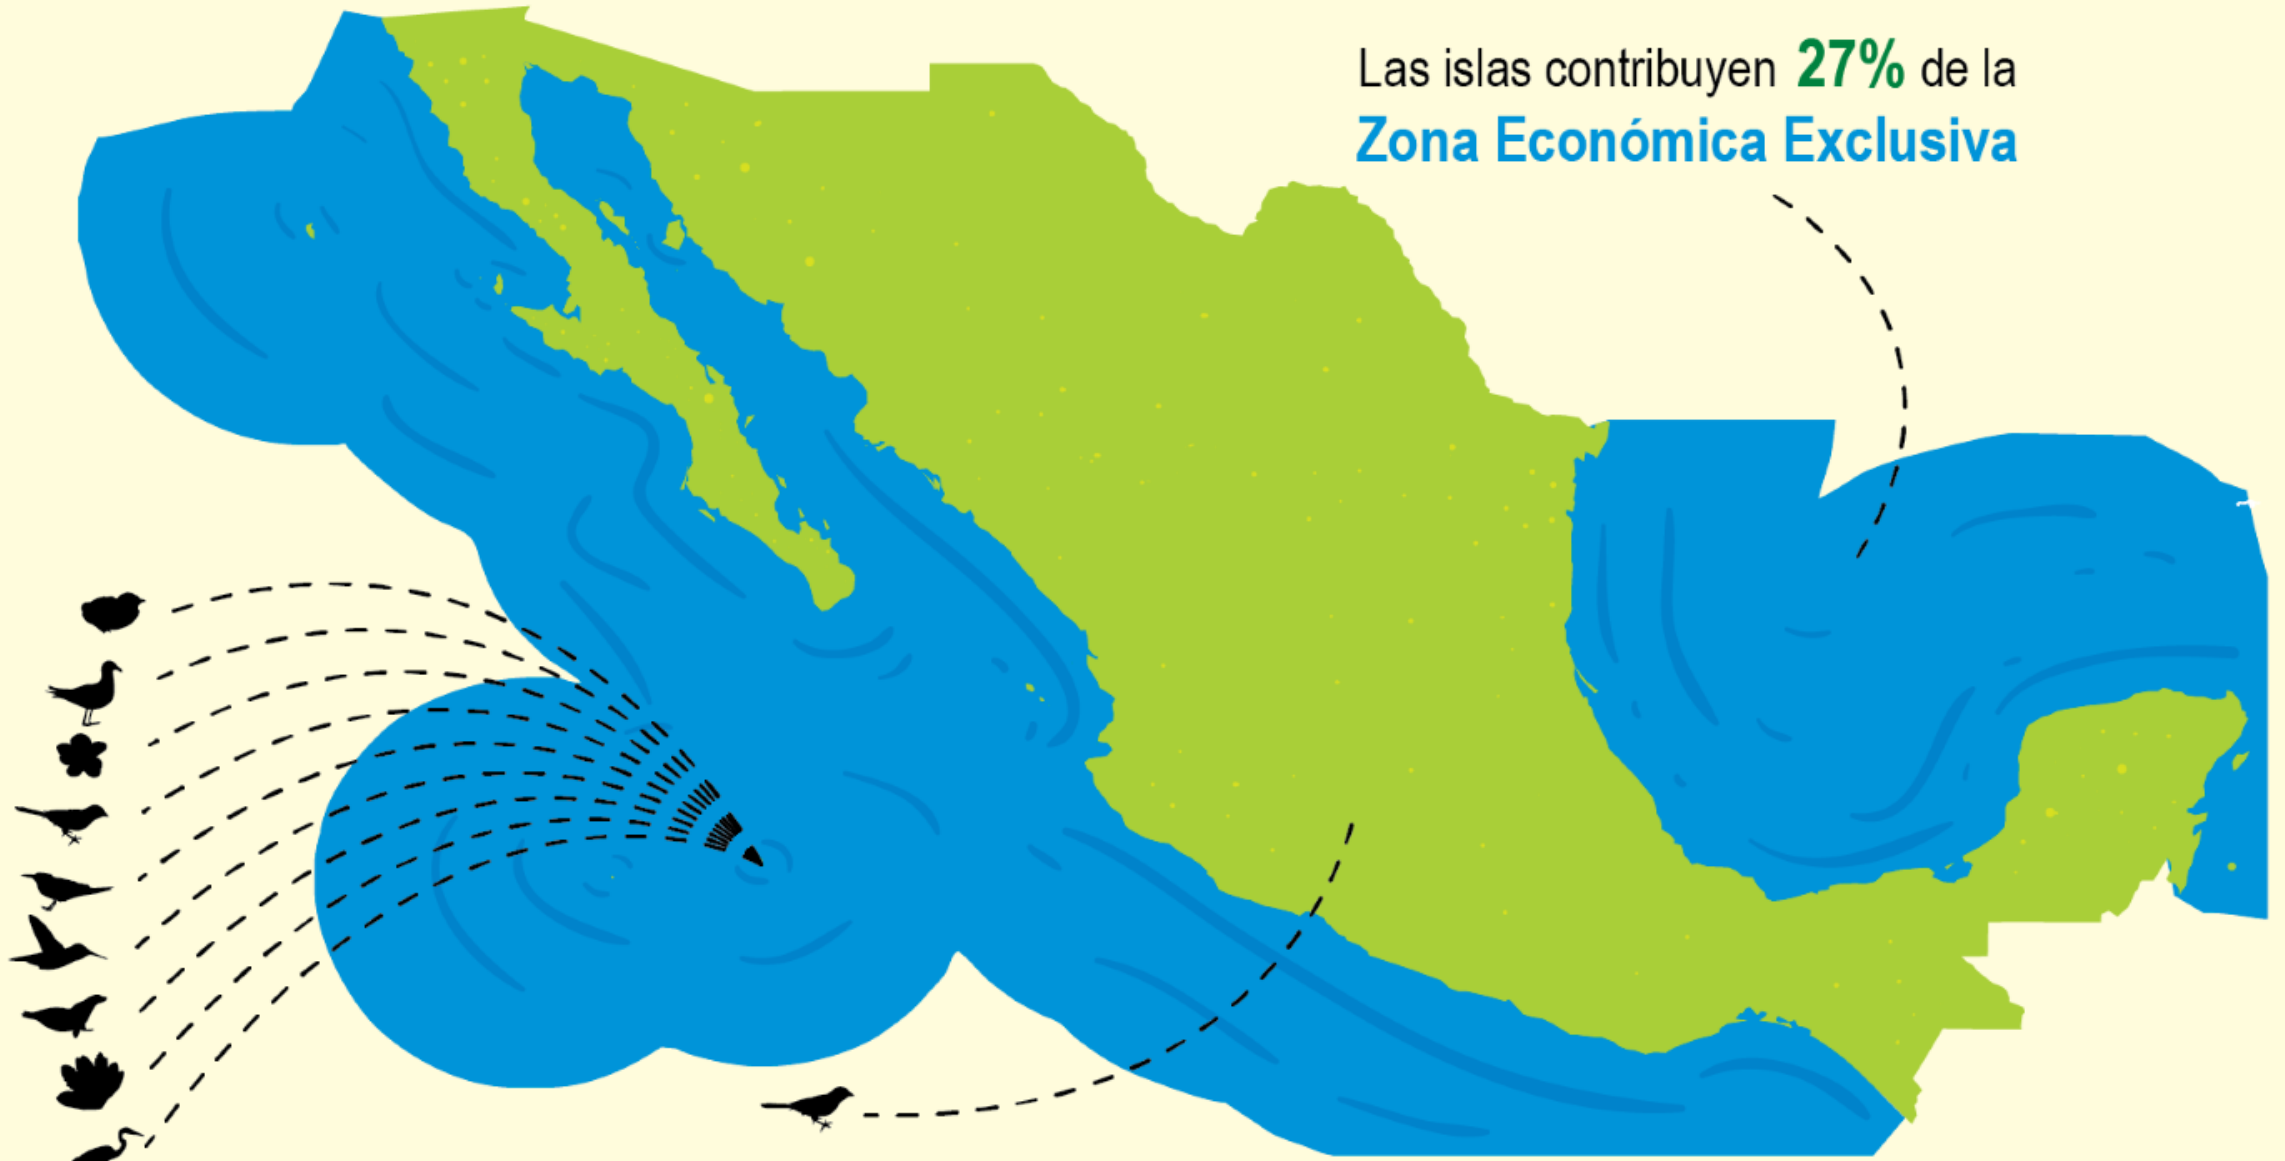 Las islas contribuyen 27% de la
Zona Económica Exclusiva